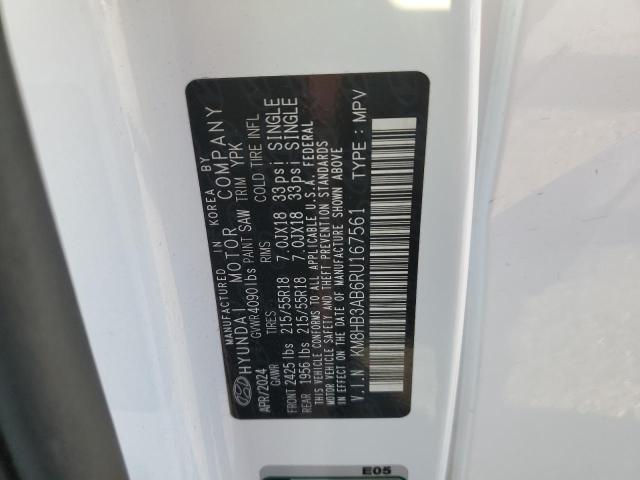 MANUFACTURED IN KOREA BY
HYUNDAI MOTOR COMPANY
APR/2024 GVWR 4090 lbs PAINT SAW TRIM YPK
GAWR TIRES RIMS COLD TIRE INFL
FRONT 2425 lbs 215/55R18 7.0JX18 33psi SINGLE
REAR 1956 lbs 215/55R18 7.0JX18 33psi SINGLE
THIS VEHICLE CONFORMS TO ALL APPLICABLE U.S.A. FEDERAL
MOTOR VEHICLE SAFETY AND THEFT PREVENTION STANDARDS
IN EFFECT ON THE DATE OF MANUFACTURE SHOWN ABOVE
V.I.N KM8HB3AB6RU167561 TYPE : MPV
E05